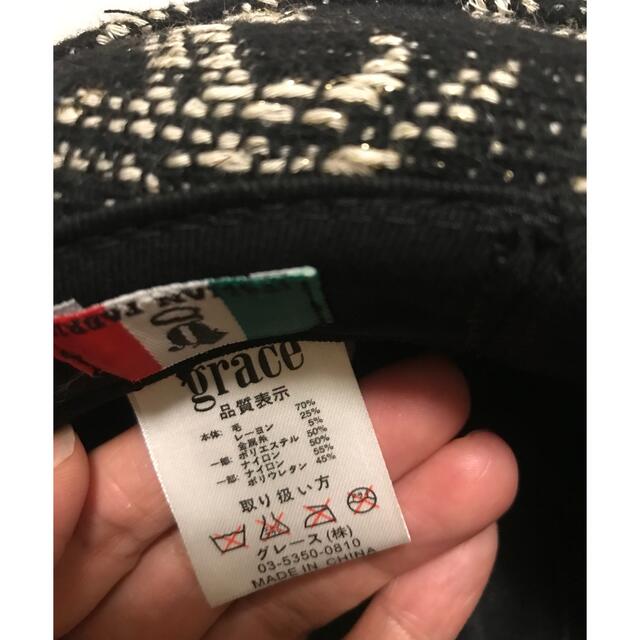 grace
品質表示
本体: 毛 70%
レーヨン 25%
金属糸 5%
一部: ポリエステル 50%
ナイロン 50%
一部: ナイロン 55%
ポリウレタン 45%
取り扱い方
グレース(株)
03-5350-0810
MADE IN CHINA